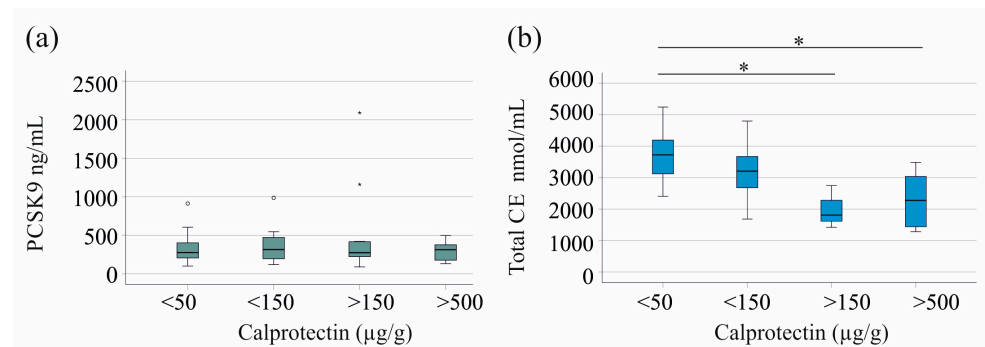 (a)
PCSK9 ng/mL
2500
2000
1500
1000
500
0
<50 <150 >150 >500
Calprotectin (µg/g)
(b)
Total CE nmol/mL
6000
5000
4000
3000
2000
1000
0
*
*
<50 <150 >150 >500
Calprotectin (µg/g)